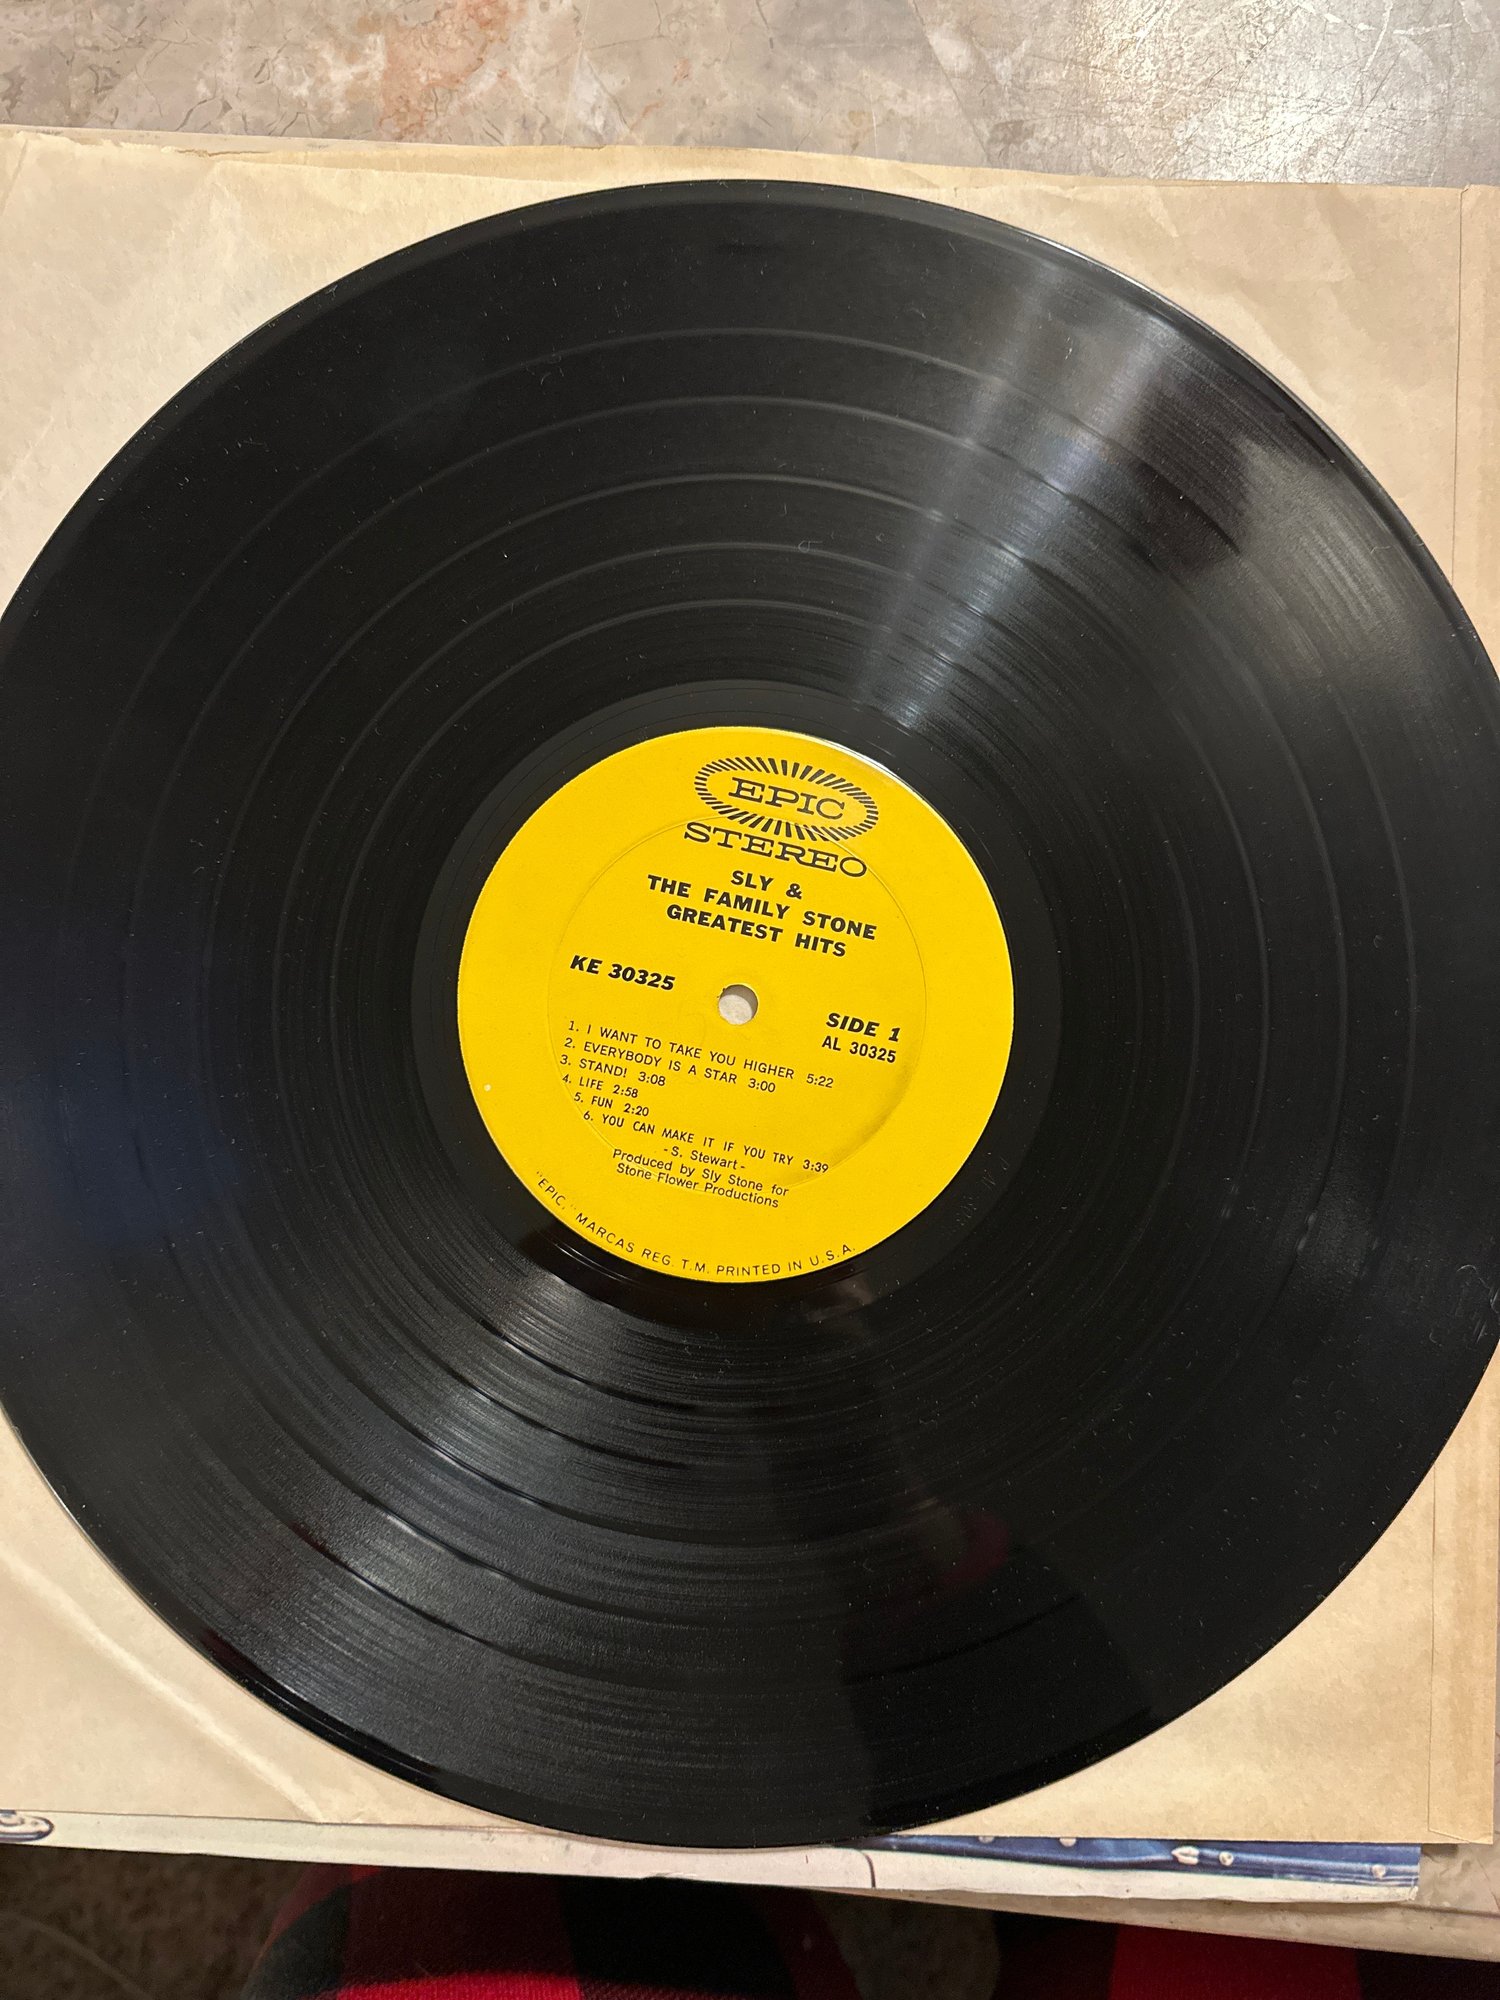 EPIC
STEREO
SLY &
THE FAMILY STONE
GREATEST HITS
KE 30325
SIDE 1
AL 30325
1. I WANT TO TAKE YOU HIGHER 5:22
2. EVERYBODY IS A STAR 3:00
3. STAND! 3:08
4. LIFE 2:58
5. FUN 2:20
6. YOU CAN MAKE IT IF YOU TRY 3:39
-S. Stewart-
Produced by Sly Stone for
Stone Flower Productions
"EPIC," MARCAS REG. T.M. PRINTED IN U.S.A.